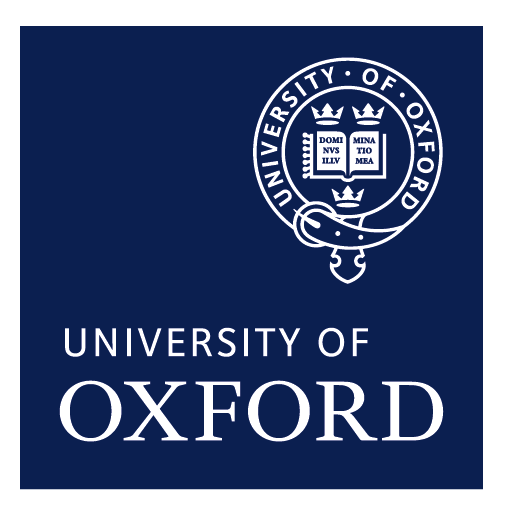 UNIVERSITY · OF · OXFORD
DOMI
NVS
ILLV
MINA
TIO
MEA
UNIVERSITY OF
OXFORD